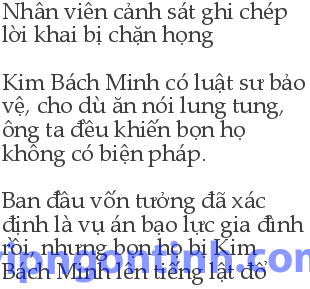 Nhân viên cảnh sát ghi chép
lời khai bị chặn họng
Kim Bách Minh có luật sư bảo
vệ, cho dù ăn nói lung tung,
ông ta đều khiến bọn họ
không có biện pháp.
Ban đầu vốn tưởng đã xác
định là vụ án bạo lực gia đình
rồi, nhưng bọn họ bị Kim
vipngontinh.com
Bách Minh lên tiếng lật đổ